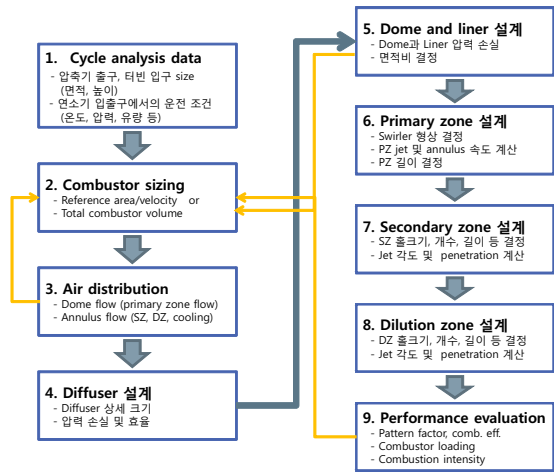 1. Cycle analysis data
- 압축기 출구, 터빈 입구 size
(면적, 높이)
- 연소기 입출구에서의 운전 조건
(온도, 압력, 유량 등)
2. Combustor sizing
- Reference area/velocity or
- Total combustor volume
3. Air distribution
- Dome flow (primary zone flow)
- Annulus flow (SZ, DZ, cooling)
4. Diffuser 설계
- Diffuser 상세 크기
- 압력 손실 및 효율
5. Dome and liner 설계
- Dome과 Liner 압력 손실
- 면적비 결정
6. Primary zone 설계
- Swirler 형상 결정
- PZ jet 및 annulus 속도 계산
- PZ 길이 결정
7. Secondary zone 설계
- SZ 홀크기, 개수, 길이 등 결정
- Jet 각도 및 penetration 계산
8. Dilution zone 설계
- DZ 홀크기, 개수, 길이 등 결정
- Jet 각도 및 penetration 계산
9. Performance evaluation
- Pattern factor, comb. eff.
- Combustor loading
- Combustion intensity